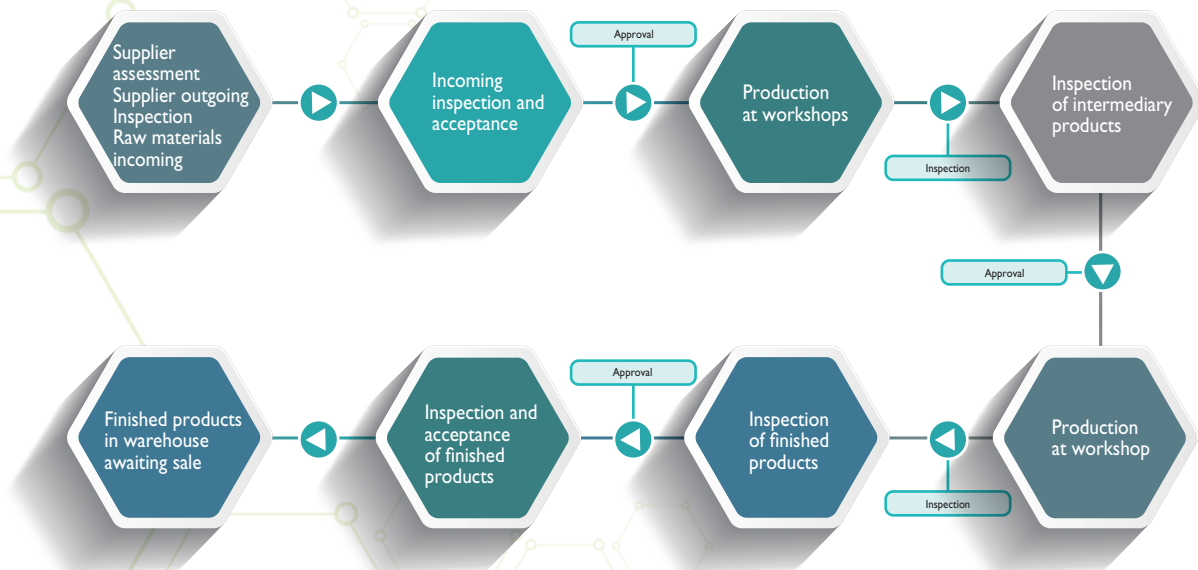 Supplier
assessment
Supplier outgoing
Inspection
Raw materials
incoming
Incoming
inspection and
acceptance
Approval
Production
at workshops
Inspection
Inspection
of intermediary
products
Approval
Production
at workshop
Inspection
Inspection
of finished
products
Approval
Inspection and
acceptance
of finished
products
Finished products
in warehouse
awaiting sale